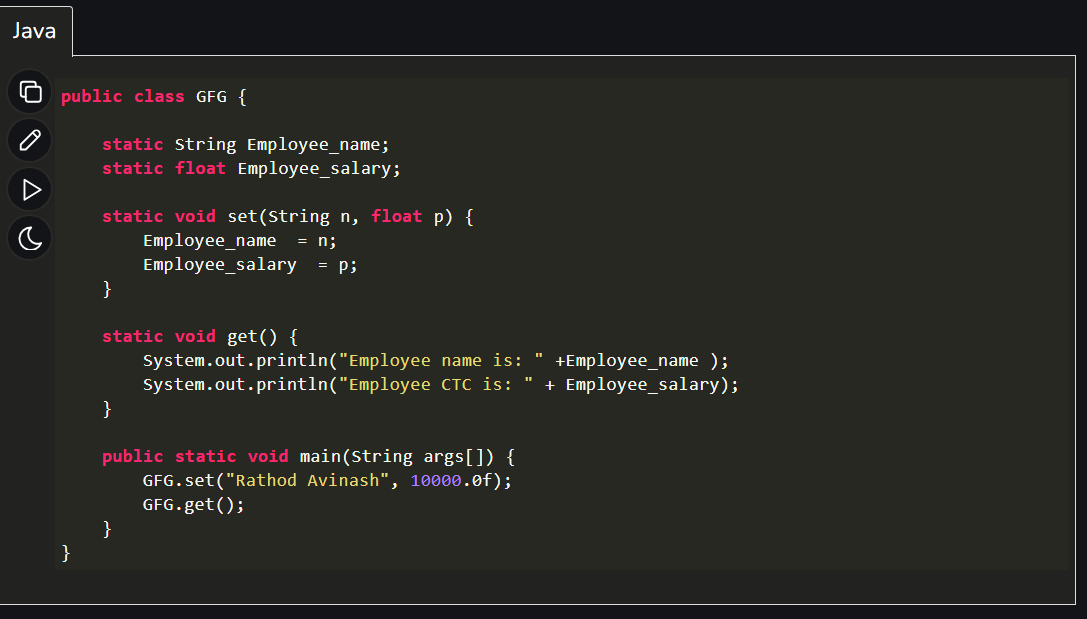 Java
public class GFG {
static String Employee_name;
static float Employee_salary;
static void set(String n, float p) {
Employee_name  = n;
Employee_salary  = p;
}
static void get() {
System.out.println("Employee name is: " +Employee_name );
System.out.println("Employee CTC is: " + Employee_salary);
}
public static void main(String args[]) {
GFG.set("Rathod Avinash", 10000.0f);
GFG.get();
}
}